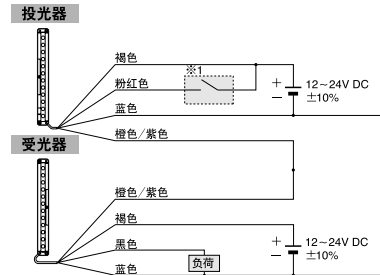 投光器
褐色
※1
粉红色
+
12~24V DC
－
±10%
蓝色
橙色/紫色
受光器
橙色/紫色
褐色
黑色
+
12~24V DC
－
±10%
负荷
蓝色